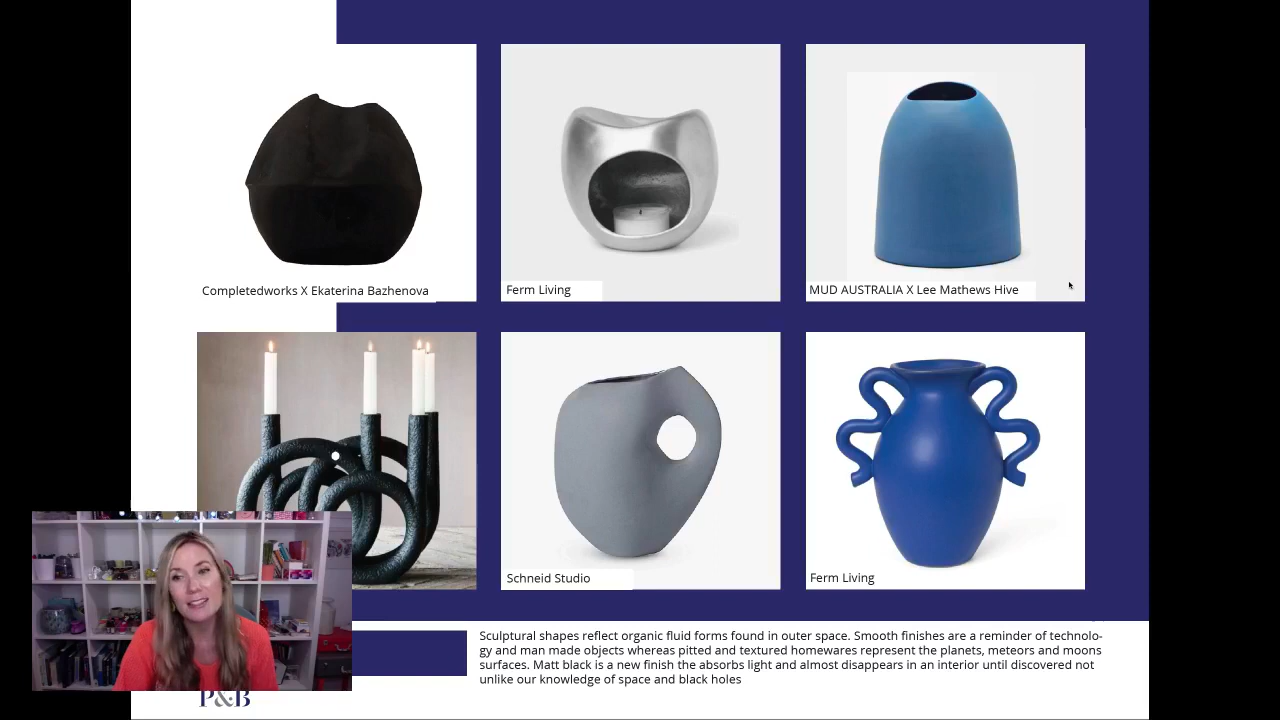 Completedworks X Ekaterina Bazhenova
Ferm Living
MUD AUSTRALIA X Lee Mathews Hive
Schneid Studio
Ferm Living
Sculptural shapes reflect organic fluid forms found in outer space. Smooth finishes are a reminder of technolo-
gy and man made objects whereas pitted and textured homewares represent the planets, meteors and moons
surfaces. Matt black is a new finish the absorbs light and almost disappears in an interior until discovered not
unlike our knowledge of space and black holes
P&B